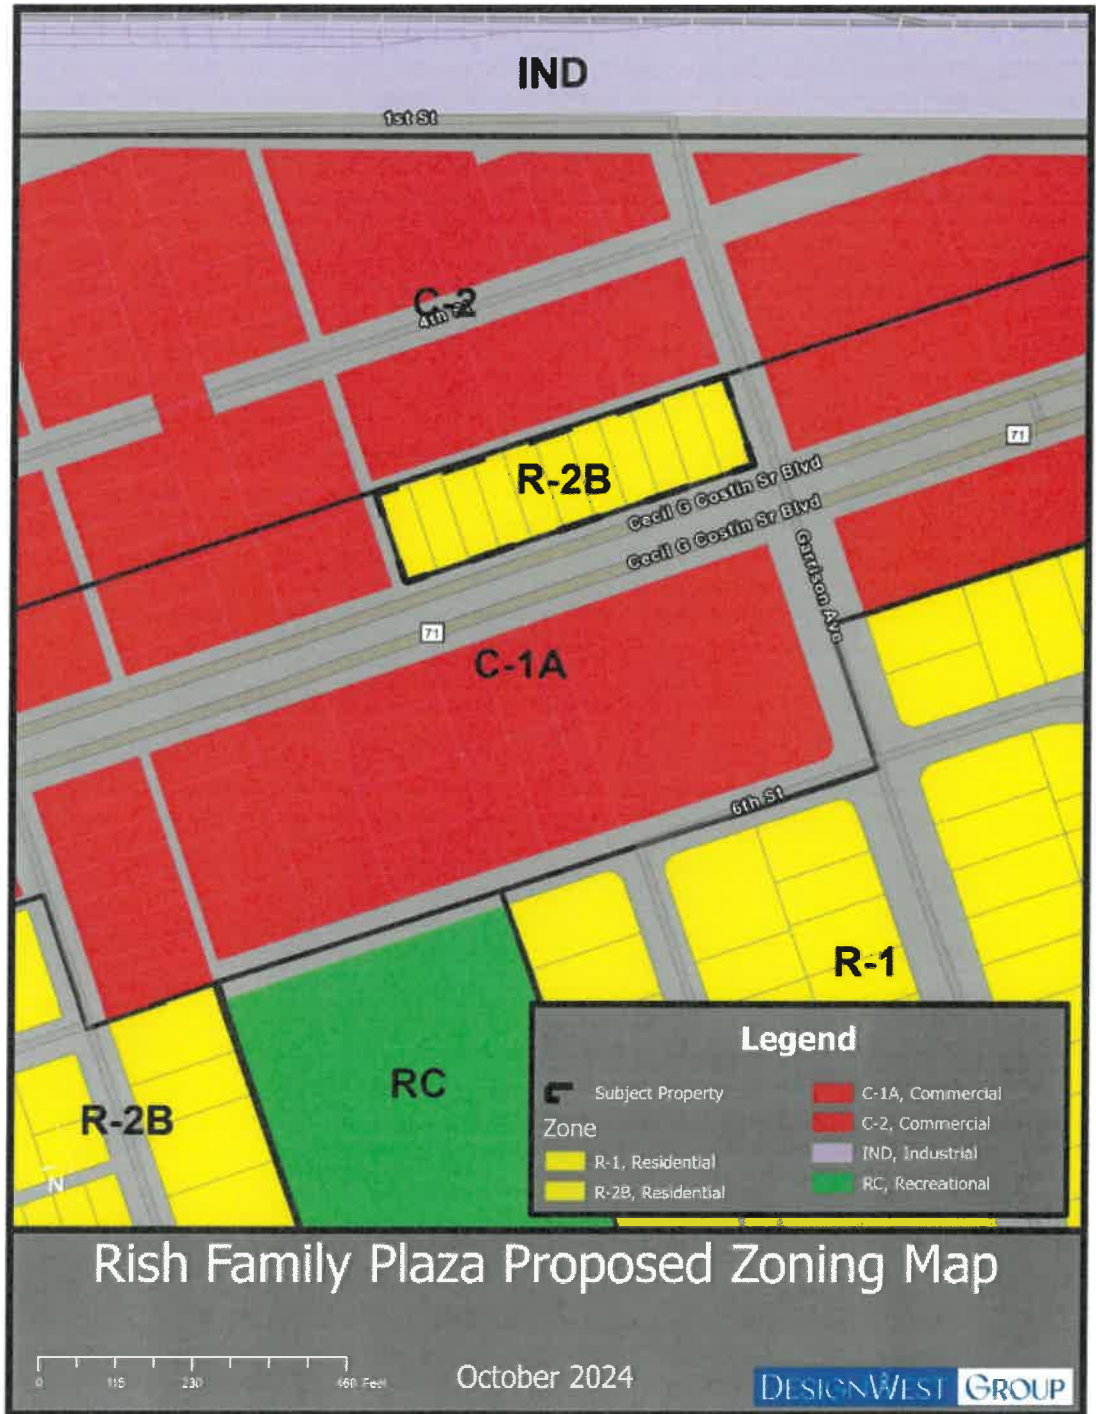 IND
1st St
C-2
4th
R-2B
Cecil G Costin Sr Blvd
71
Cecil G Costin Sr Blvd
Garrison Ave
71
C-1A
6th St
R-1
RC
R-2B
N
Legend
Subject Property
Zone
R-1, Residential
R-2B, Residential
C-1A, Commercial
C-2, Commercial
IND, Industrial
RC, Recreational
Rish Family Plaza Proposed Zoning Map
0 115 230 460 Feet
October 2024
DESIGNWEST GROUP